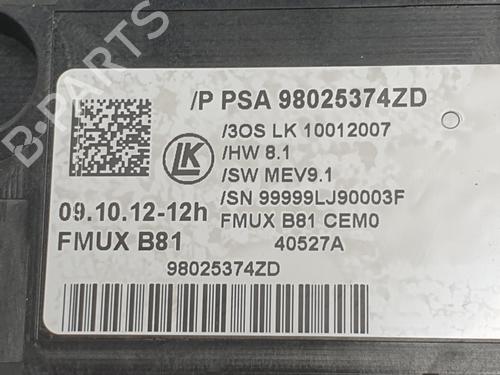 /P PSA 98025374ZD
/3OS LK 10012007
/HW 8.1
/SW MEV9.1
/SN 99999LJ90003F
FMUX B81 CEM0
40527A
LK
09.10.12-12h
FMUX B81
98025374ZD
B-PARTS